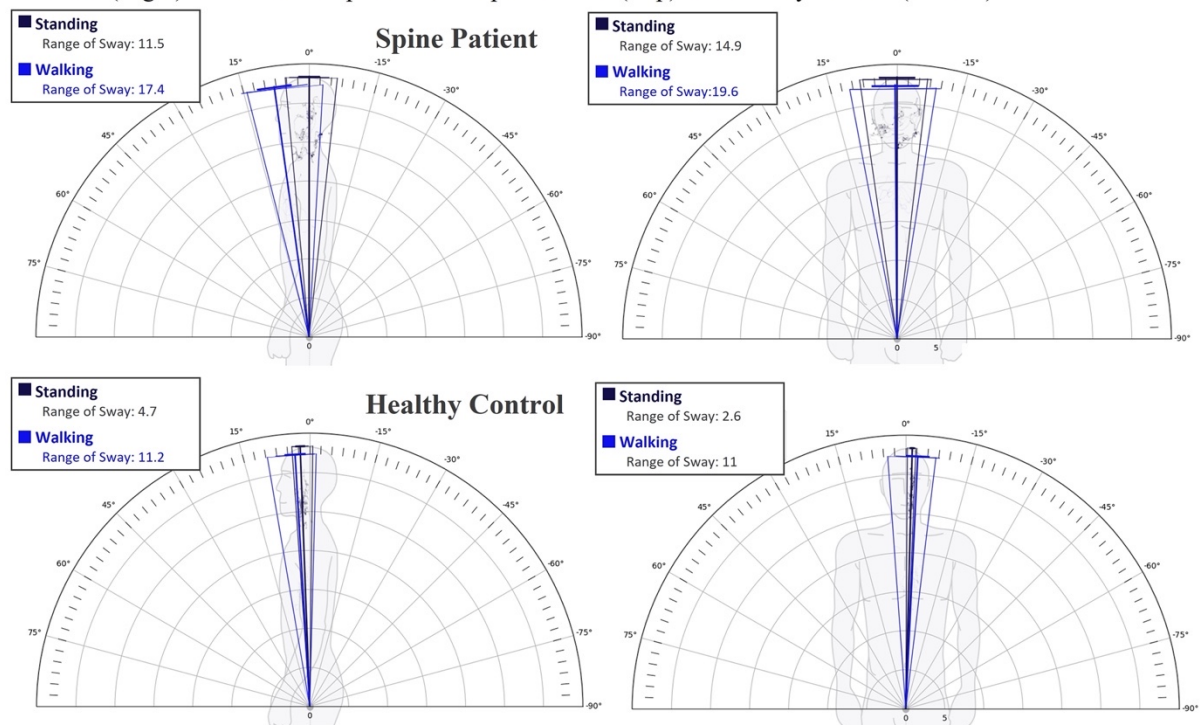 Standing
Range of Sway: 11.5
Walking
Range of Sway: 17.4
Spine Patient
Standing
Range of Sway: 14.9
Walking
Range of Sway:19.6
0°
15°
-15°
-30°
45°
-45°
60°
-60°
75°
-75°
-90°
0
0°
15°
-15°
-30°
45°
-45°
60°
-60°
75°
-75°
-90°
0 5
Standing
Range of Sway: 4.7
Walking
Range of Sway: 11.2
Healthy Control
Standing
Range of Sway: 2.6
Walking
Range of Sway: 11
0°
15°
-15°
-30°
45°
-45°
60°
-60°
75°
-75°
-90°
0
0°
15°
-15°
-30°
45°
-45°
60°
-60°
75°
-75°
-90°
0 5